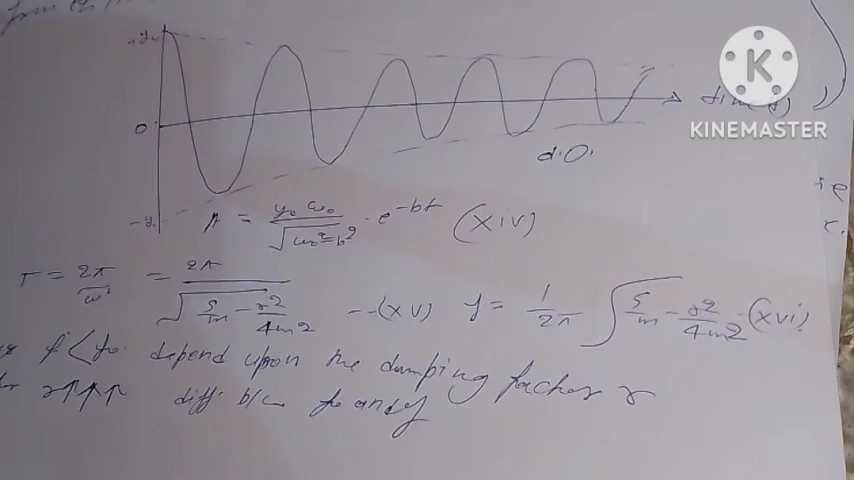 +y₀
K
KINEMASTER
time(t)
0
d.O.
-y₀
A = y₀ω₀/√(ω₀²-b²) · e^(-bt) (xiv)
T = 2π/ω' = 2π/√(s/m - r²/4m²) --(xv) f = 1/2π √(s/m - r²/4m²) -(xvi)
f < f₀. depend upon the dumping factor r
r↑↑↑ diff. b/w f₀ and f